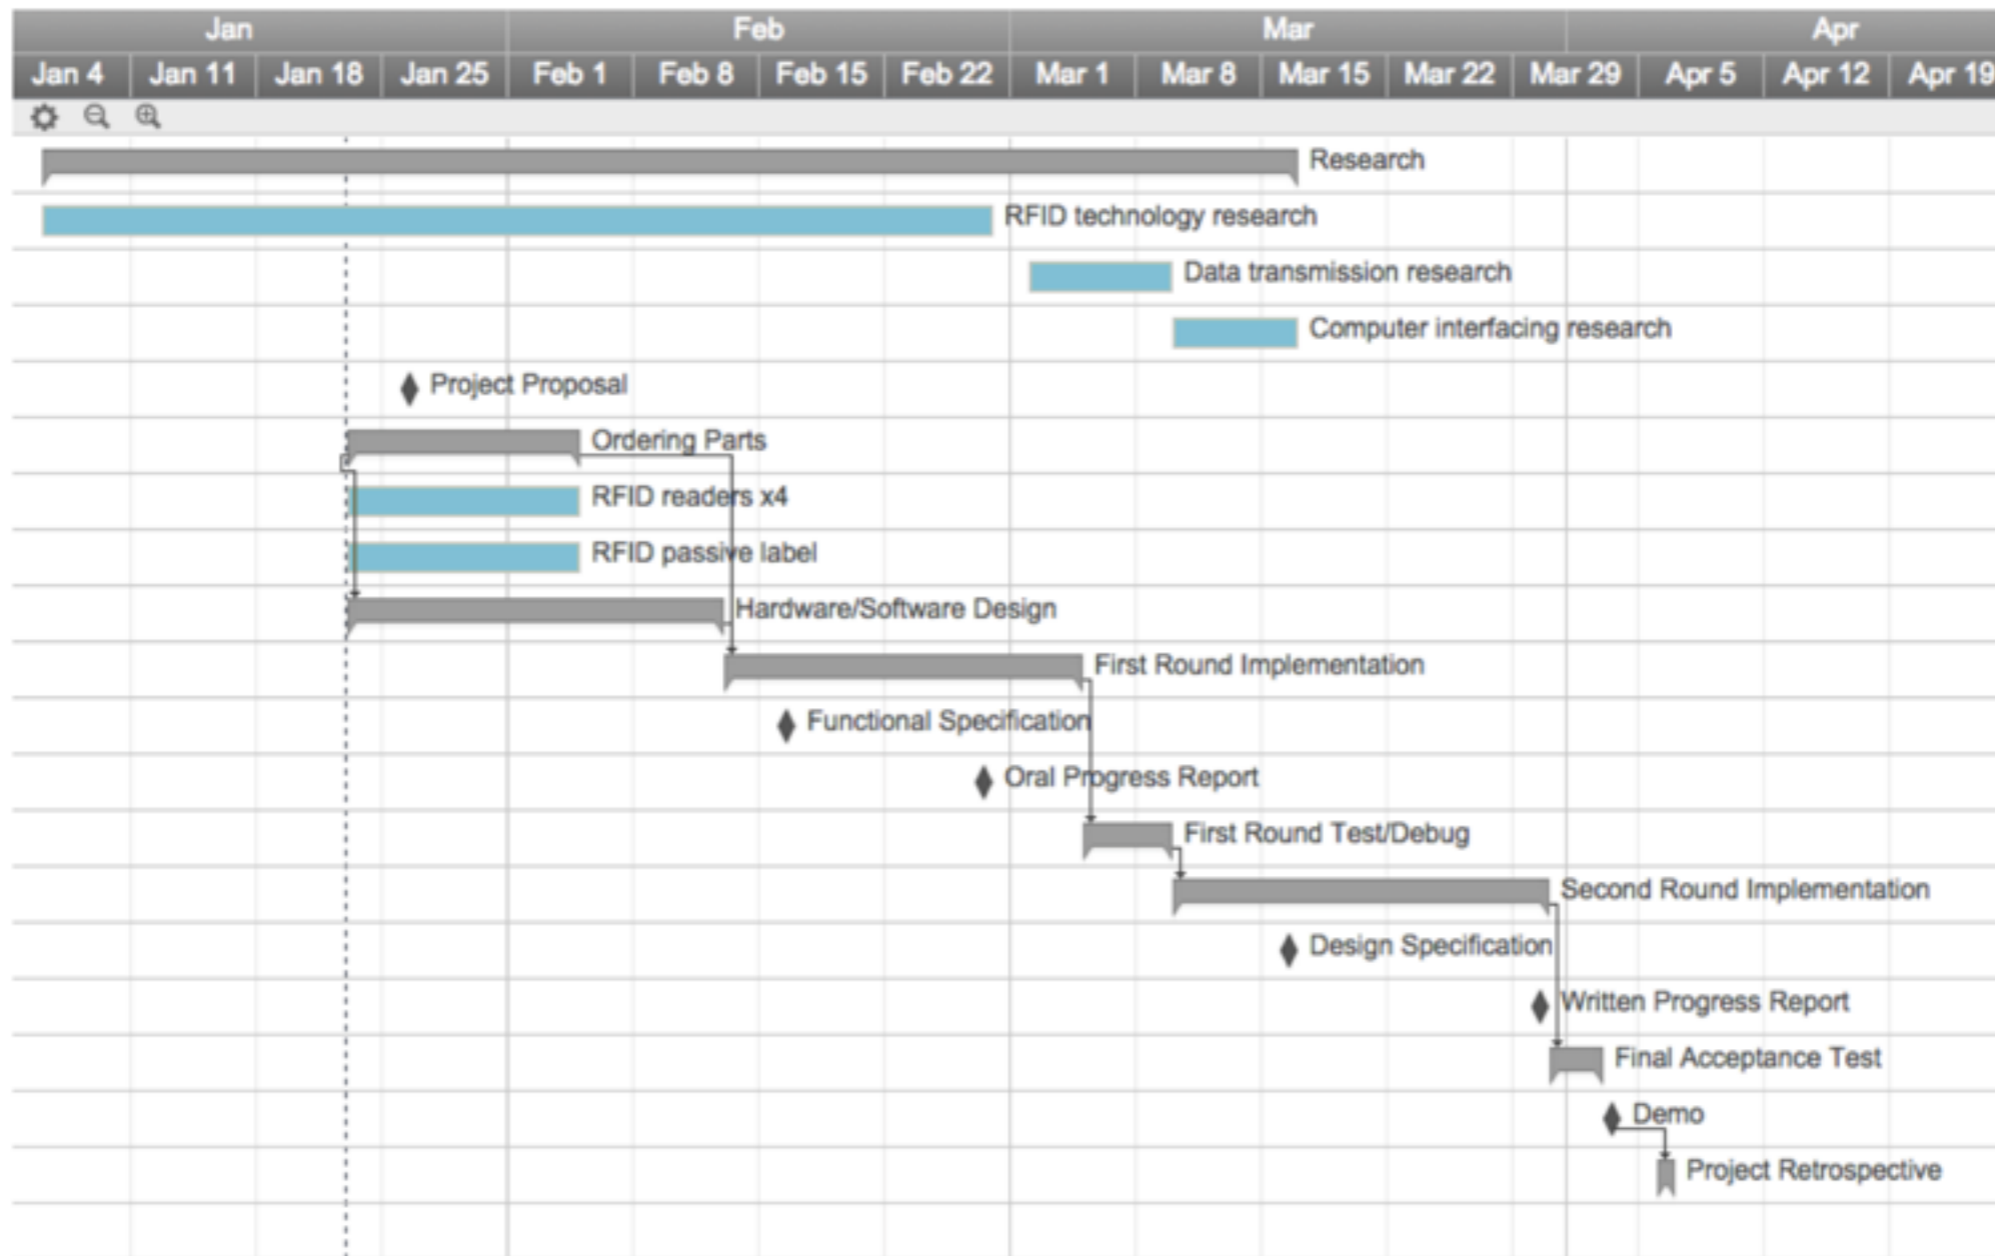 Jan Feb Mar Apr
Jan 4 Jan 11 Jan 18 Jan 25 Feb 1 Feb 8 Feb 15 Feb 22 Mar 1 Mar 8 Mar 15 Mar 22 Mar 29 Apr 5 Apr 12 Apr 19
Research
RFID technology research
Data transmission research
Computer interfacing research
Project Proposal
Ordering Parts
RFID readers x4
RFID passive label
Hardware/Software Design
First Round Implementation
Functional Specification
Oral Progress Report
First Round Test/Debug
Second Round Implementation
Design Specification
Written Progress Report
Final Acceptance Test
Demo
Project Retrospective